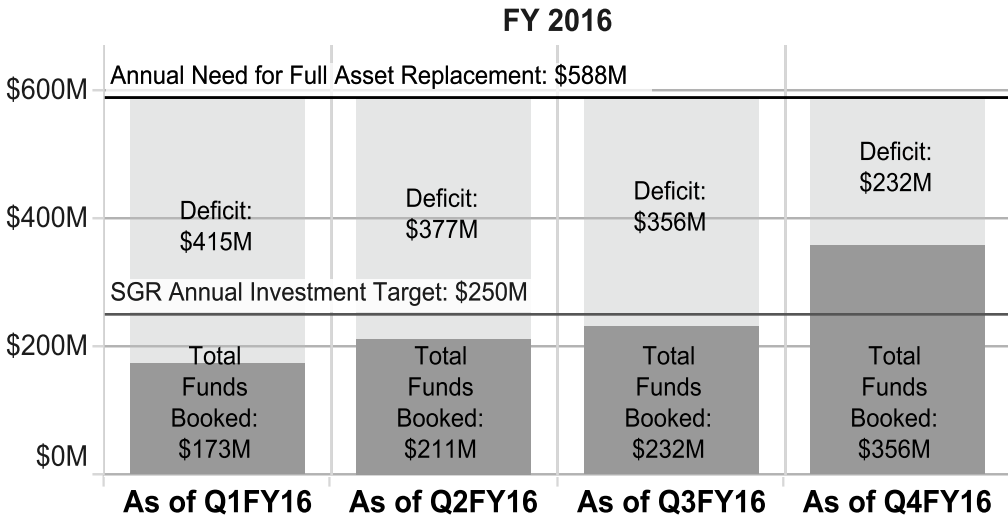 FY 2016
Annual Need for Full Asset Replacement: $588M
$600M
Deficit:
$415M
Deficit:
$377M
Deficit:
$356M
Deficit:
$232M
$400M
SGR Annual Investment Target: $250M
$200M
Total
Funds
Booked:
$173M
Total
Funds
Booked:
$211M
Total
Funds
Booked:
$232M
Total
Funds
Booked:
$356M
$0M
As of Q1FY16
As of Q2FY16
As of Q3FY16
As of Q4FY16